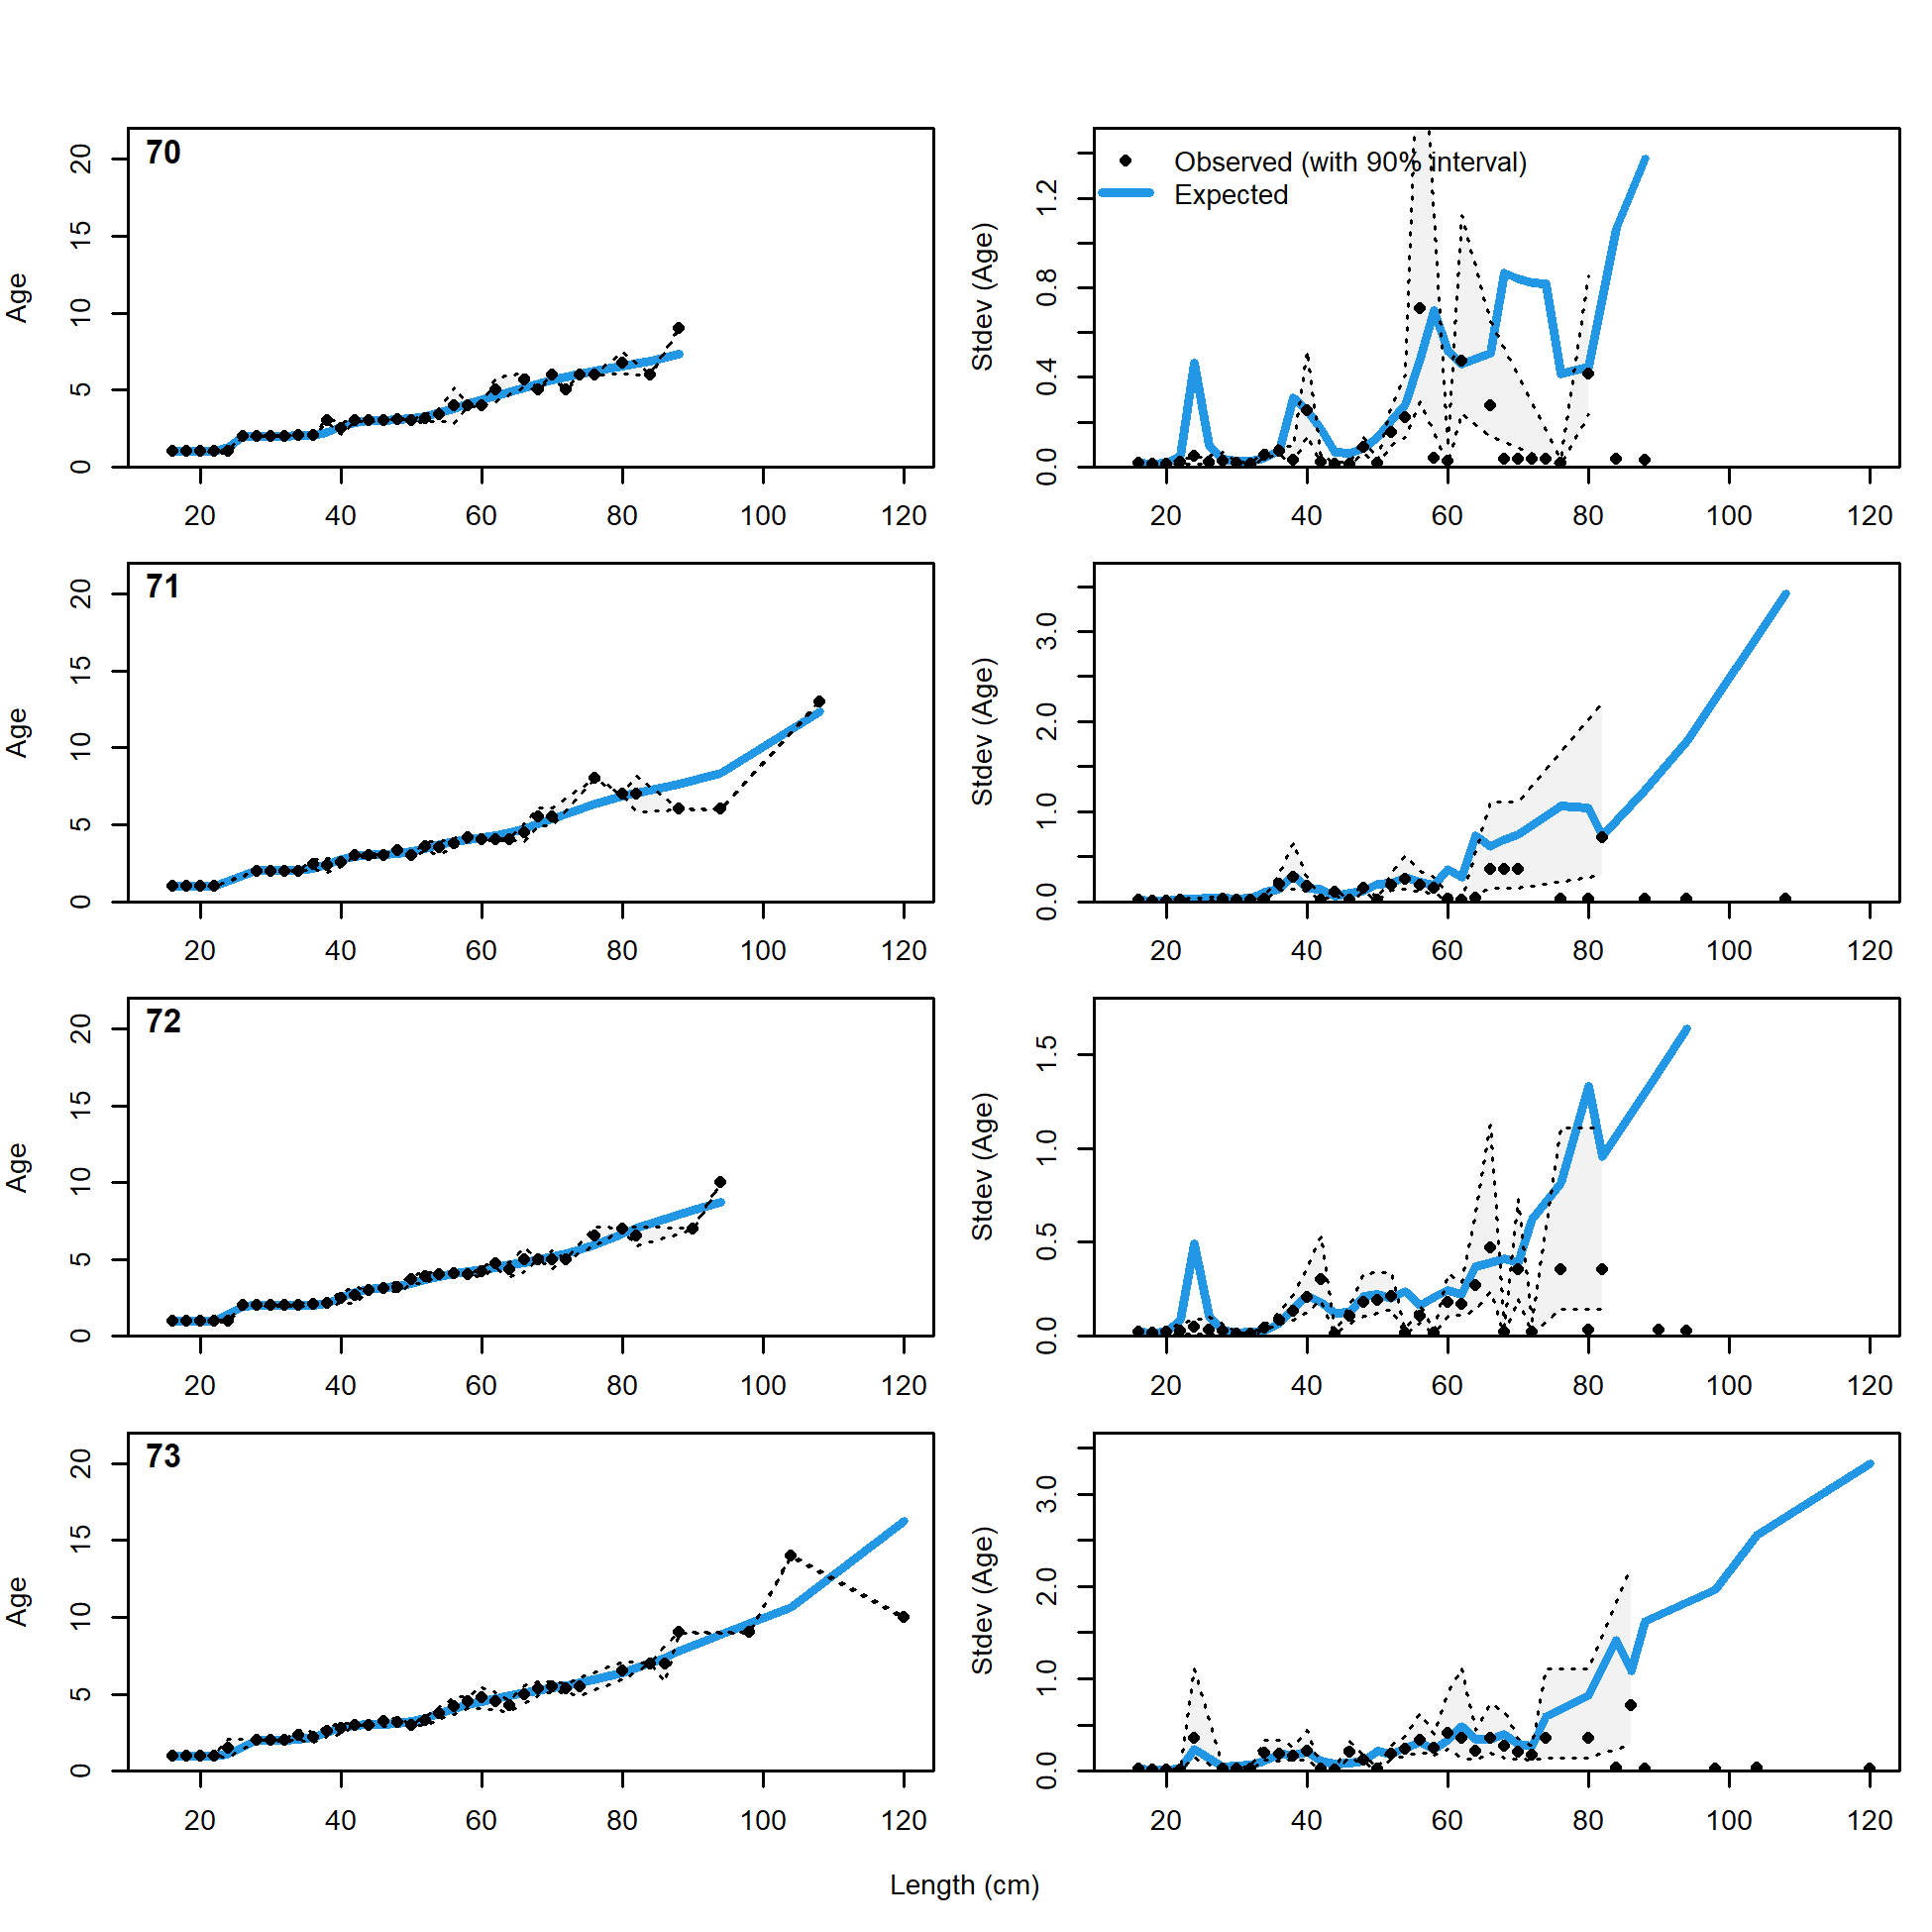 70
Age
0 5 10 15 20
20 40 60 80 100 120
Observed (with 90% interval)
Expected
Stdev (Age)
0.0 0.4 0.8 1.2
20 40 60 80 100 120
71
Age
0 5 10 15 20
20 40 60 80 100 120
Stdev (Age)
0.0 1.0 2.0 3.0
20 40 60 80 100 120
72
Age
0 5 10 15 20
20 40 60 80 100 120
Stdev (Age)
0.0 0.5 1.0 1.5
20 40 60 80 100 120
73
Age
0 5 10 15 20
20 40 60 80 100 120
Stdev (Age)
0.0 1.0 2.0 3.0
20 40 60 80 100 120
Length (cm)